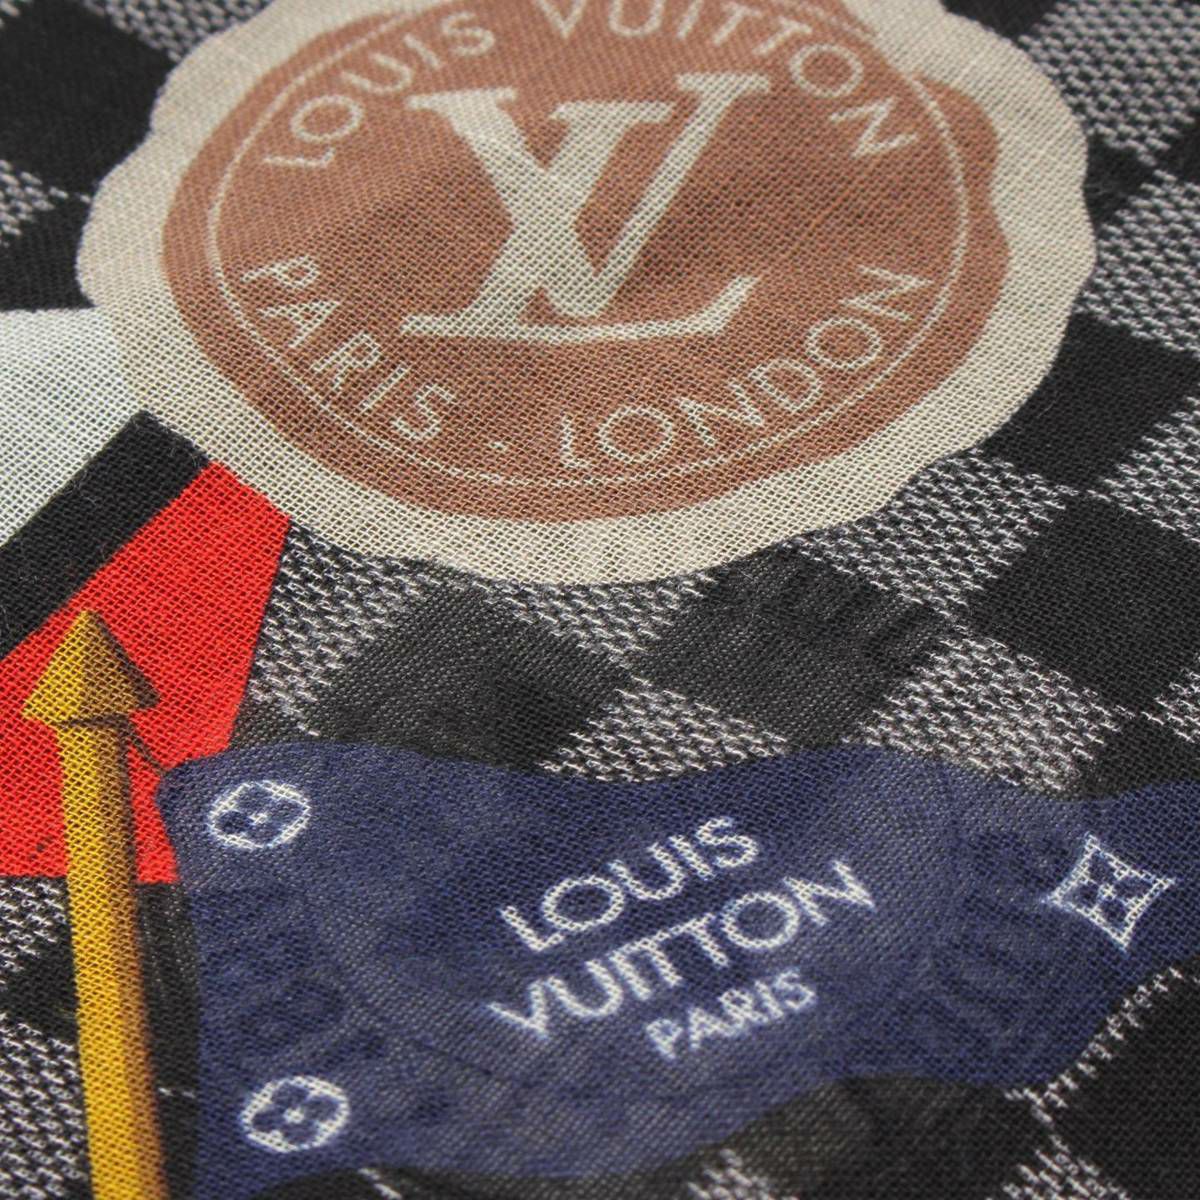 LOUIS VUITTON
LV
PARIS · LONDON
LOUIS
VUITTON
PARIS